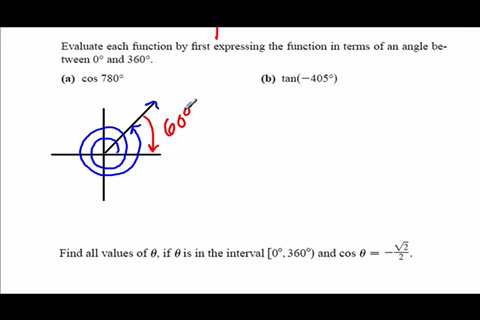 Evaluate each function by first expressing the function in terms of an angle be-
tween 0° and 360°.
(a) cos 780° (b) tan(−405°)
60°
Find all values of θ, if θ is in the interval [0°, 360°) and cos θ = −√2/2.